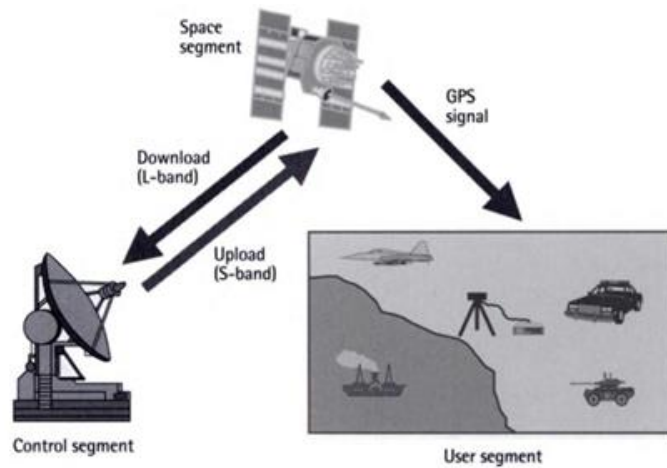 Space
segment
GPS
signal
Download
(L-band)
Upload
(S-band)
Control segment
User segment